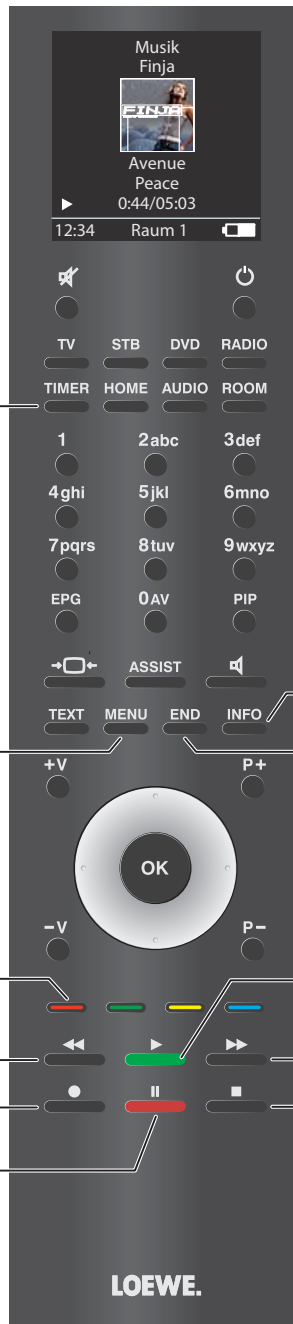 Musik
Finja
FINJA
Avenue
Peace
0:44/05:03
12:34 Raum 1
TV STB DVD RADIO
TIMER HOME AUDIO ROOM
1 2abc 3def
4ghi 5jkl 6mno
7pqrs 8tuv 9wxyz
EPG 0AV PIP
ASSIST
TEXT MENU END INFO
+V P+
OK
−V P−
LOEWE.